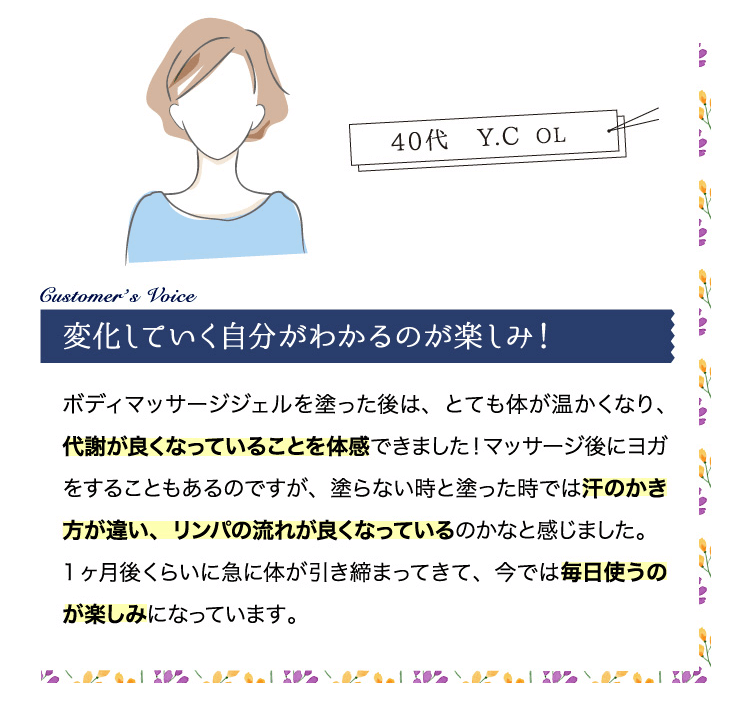 40代 Y.C OL
Customer's Voice
変化していく自分がわかるのが楽しみ！
ボディマッサージジェルを塗った後は、とても体が温かくなり、
代謝が良くなっていることを体感できました！マッサージ後にヨガ
をすることもあるのですが、塗らない時と塗った時では汗のかき
方が違い、リンパの流れが良くなっているのかなと感じました。
1ヶ月後くらいに急に体が引き締まってきて、今では毎日使うの
が楽しみになっています。